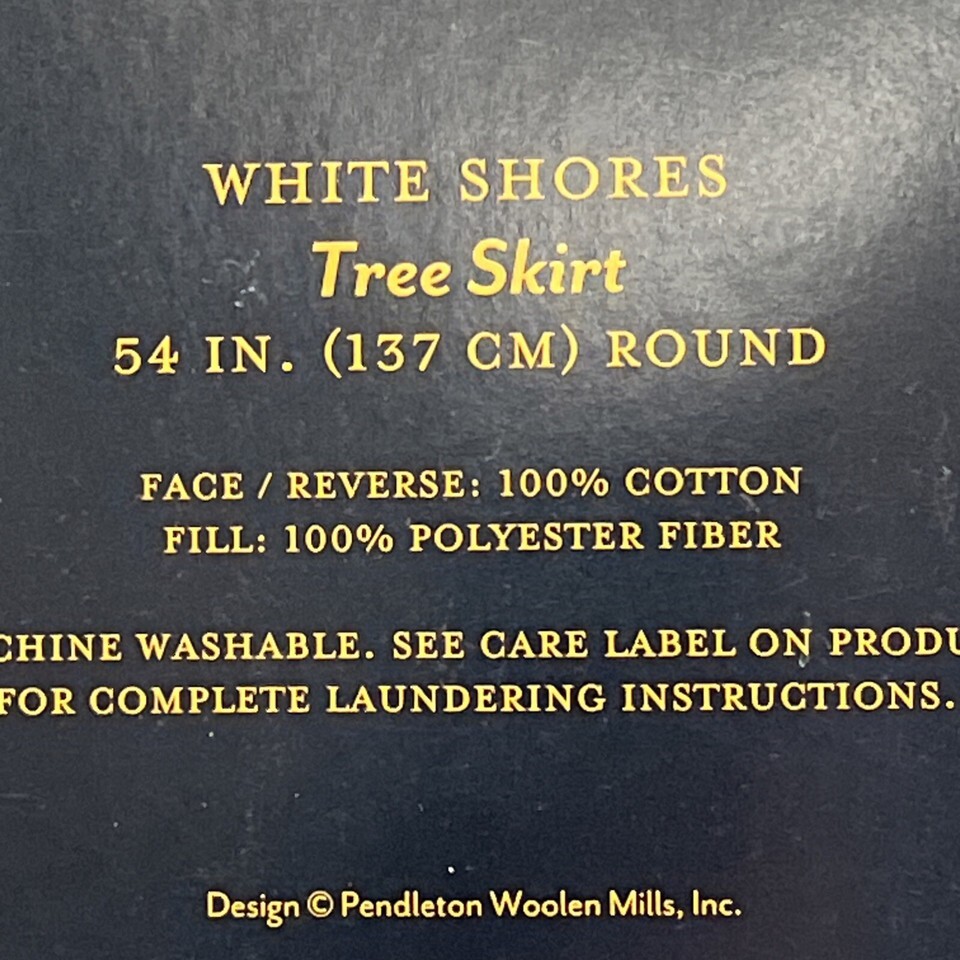 WHITE SHORES
Tree Skirt
54 IN. (137 CM) ROUND
FACE / REVERSE: 100% COTTON
FILL: 100% POLYESTER FIBER
CHINE WASHABLE. SEE CARE LABEL ON PRODU
FOR COMPLETE LAUNDERING INSTRUCTIONS.
Design © Pendleton Woolen Mills, Inc.